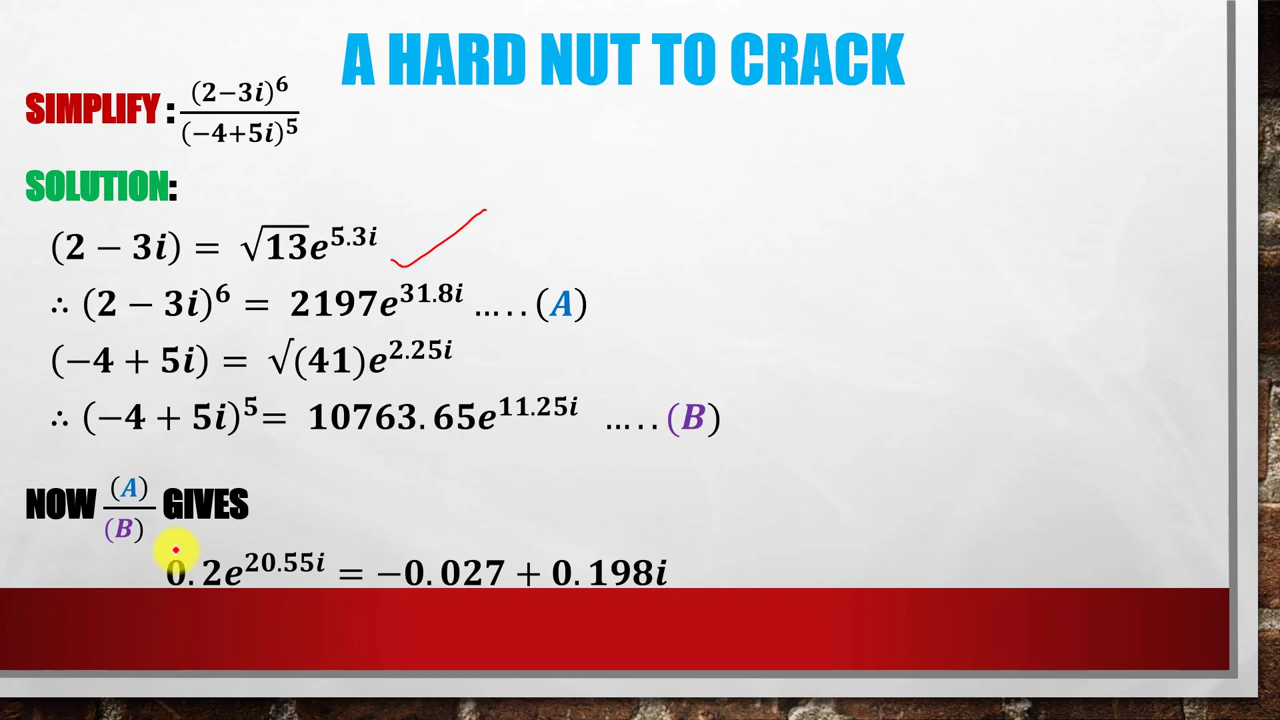 A HARD NUT TO CRACK
SIMPLIFY : (2−3i)^6 / (−4+5i)^5
SOLUTION:
(2 − 3i) = √13e^{5.3i}
∴ (2 − 3i)^6 = 2197e^{31.8i} …‥(A)
(−4 + 5i) = √(41)e^{2.25i}
∴ (−4 + 5i)^5= 10763.65e^{11.25i} …‥(B)
NOW (A)/(B) GIVES
0.2e^{20.55i} = −0.027 + 0.198i